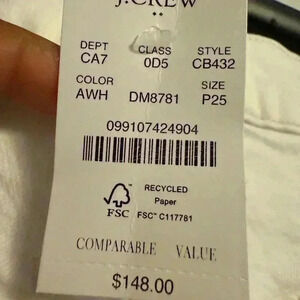 J.CREW
DEPT CLASS STYLE
CA7 0D5 CB432
COLOR SIZE
AWH DM8781 P25
099107424904
RECYCLED
Paper
FSC FSC™ C117781
COMPARABLE VALUE
$148.00